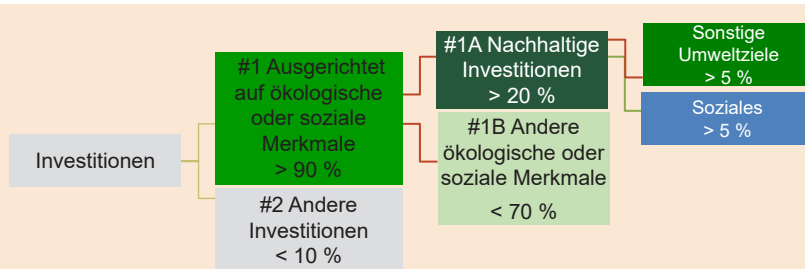 Investitionen
#1 Ausgerichtet
auf ökologische
oder soziale
Merkmale
> 90 %
#2 Andere
Investitionen
< 10 %
#1A Nachhaltige
Investitionen
> 20 %
#1B Andere
ökologische oder
soziale Merkmale
< 70 %
Sonstige
Umweltziele
> 5 %
Soziales
> 5 %